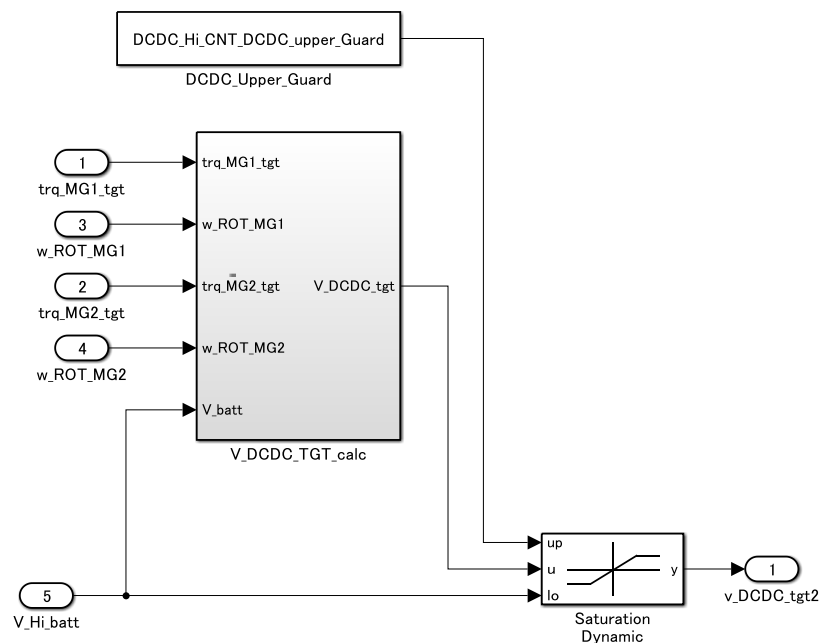 DCDC_Hi_CNT_DCDC_upper_Guard
DCDC_Upper_Guard
1
trq_MG1_tgt
trq_MG1_tgt
3
w_ROT_MG1
w_ROT_MG1
2
trq_MG2_tgt
trq_MG2_tgt
V_DCDC_tgt
4
w_ROT_MG2
w_ROT_MG2
V_batt
V_DCDC_TGT_calc
up
u
y
lo
1
v_DCDC_tgt2
5
V_Hi_batt
Saturation
Dynamic